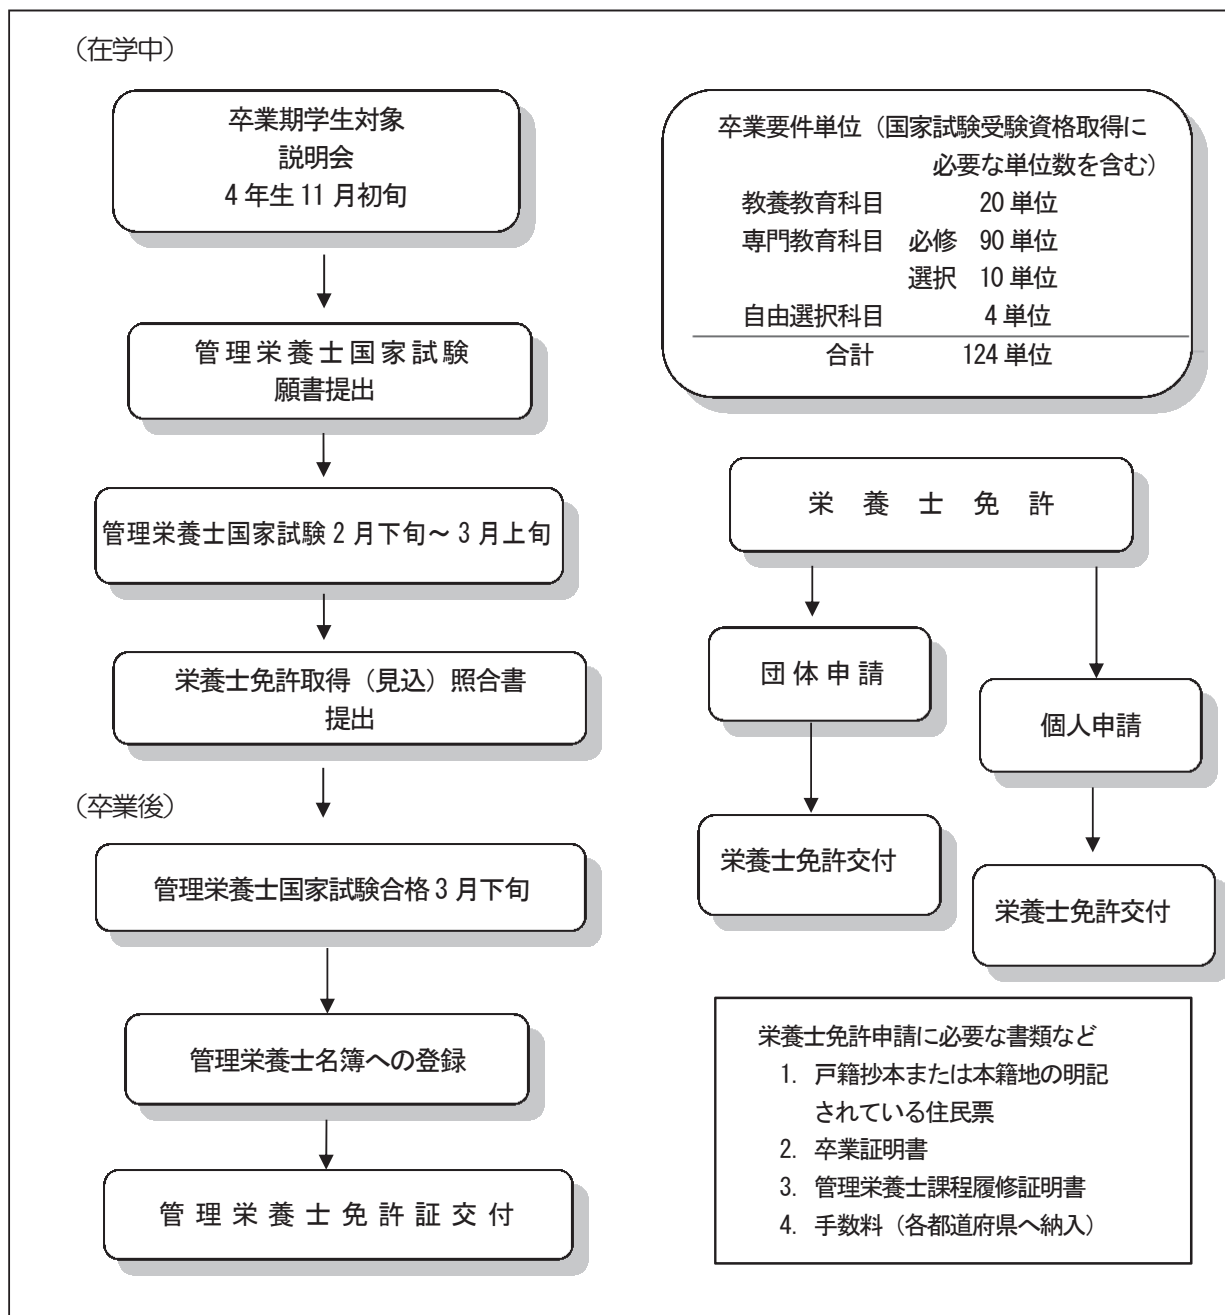 （在学中）
卒業期学生対象
説明会
4年生11月初旬
管理栄養士国家試験
願書提出
管理栄養士国家試験2月下旬～3月上旬
栄養士免許取得（見込）照合書
提出
（卒業後）
管理栄養士国家試験合格3月下旬
管理栄養士名簿への登録
管理栄養士免許証交付
卒業要件単位（国家試験受験資格取得に
必要な単位数を含む）
教養教育科目 20単位
専門教育科目 必修 90単位
選択 10単位
自由選択科目 4単位
合計 124単位
栄養士免許
団体申請
個人申請
栄養士免許交付
栄養士免許交付
栄養士免許申請に必要な書類など
1. 戸籍抄本または本籍地の明記
されている住民票
2. 卒業証明書
3. 管理栄養士課程履修証明書
4. 手数料（各都道府県へ納入）